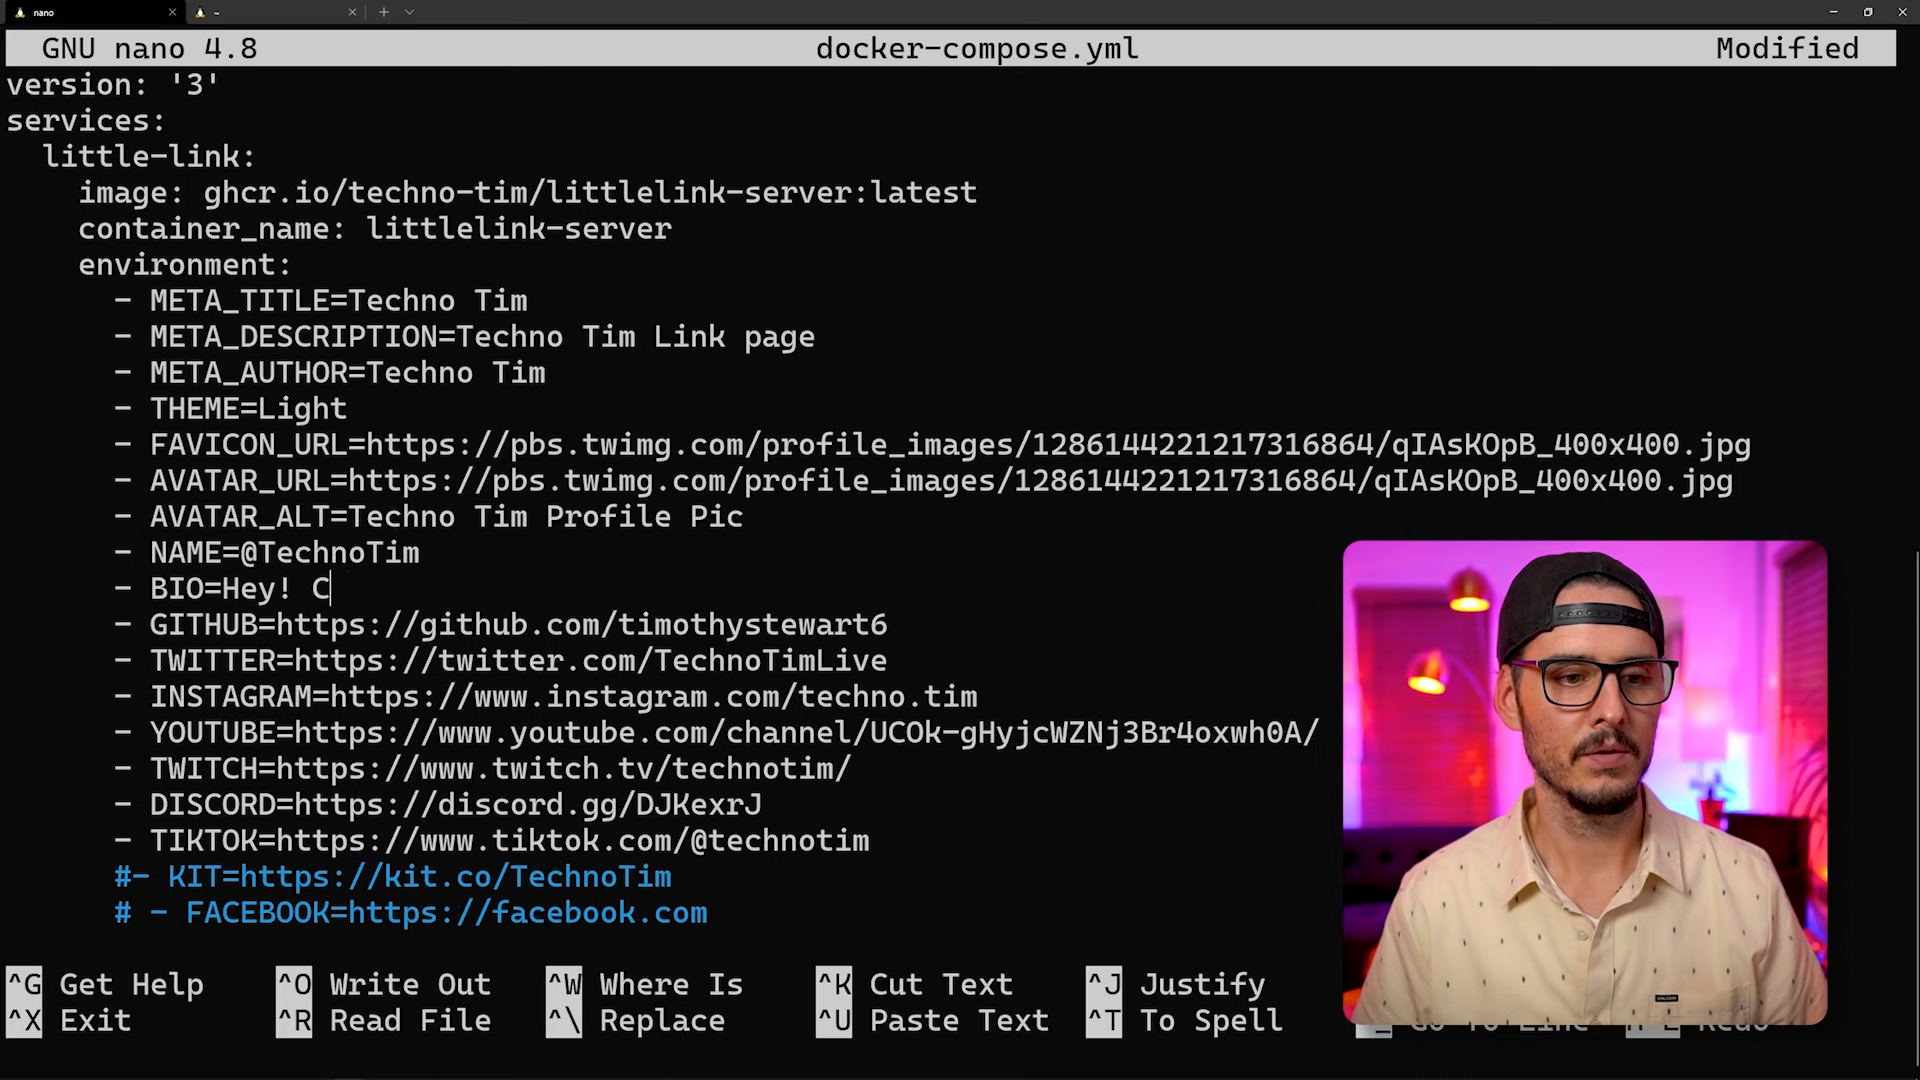 nano
~
GNU nano 4.8 docker-compose.yml Modified
version: '3'
services:
little-link:
image: ghcr.io/techno-tim/littlelink-server:latest
container_name: littlelink-server
environment:
- META_TITLE=Techno Tim
- META_DESCRIPTION=Techno Tim Link page
- META_AUTHOR=Techno Tim
- THEME=Light
- FAVICON_URL=https://pbs.twimg.com/profile_images/1286144221217316864/qIAsKOpB_400x400.jpg
- AVATAR_URL=https://pbs.twimg.com/profile_images/1286144221217316864/qIAsKOpB_400x400.jpg
- AVATAR_ALT=Techno Tim Profile Pic
- NAME=@TechnoTim
- BIO=Hey! C
- GITHUB=https://github.com/timothystewart6
- TWITTER=https://twitter.com/TechnoTimLive
- INSTAGRAM=https://www.instagram.com/techno.tim
- YOUTUBE=https://www.youtube.com/channel/UCOk-gHyjcWZNj3Br4oxwh0A/
- TWITCH=https://www.twitch.tv/technotim/
- DISCORD=https://discord.gg/DJKexrJ
- TIKTOK=https://www.tiktok.com/@technotim
#- KIT=https://kit.co/TechnoTim
# - FACEBOOK=https://facebook.com
^G Get Help ^O Write Out ^W Where Is ^K Cut Text ^J Justify
^X Exit ^R Read File ^\ Replace ^U Paste Text ^T To Spell Go To Line Redo